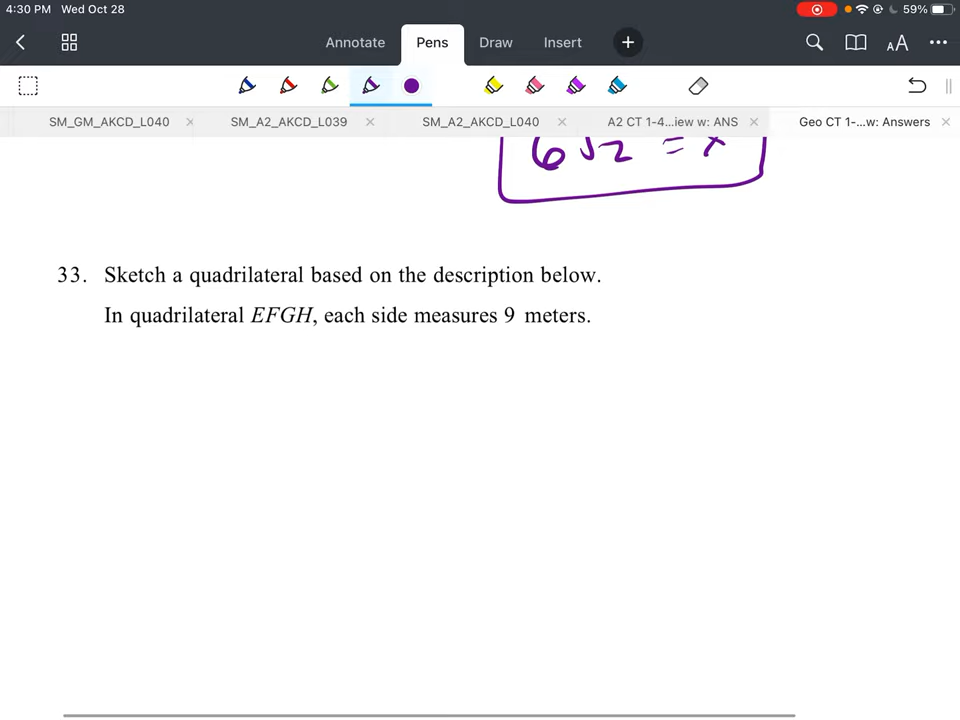 4:30 PM Wed Oct 28
59%
Annotate Pens Draw Insert
AA
SM_GM_AKCD_L040 × SM_A2_AKCD_L039 × SM_A2_AKCD_L040 × A2 CT 1-4...iew w: ANS × Geo CT 1-...w: Answers ×
6√2 = x
33. Sketch a quadrilateral based on the description below.
In quadrilateral EFGH, each side measures 9 meters.